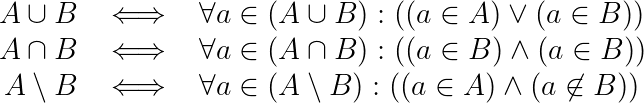 A ∪ B ⟺ ∀a ∈ (A ∪ B) : ((a ∈ A) ∨ (a ∈ B))
A ∩ B ⟺ ∀a ∈ (A ∩ B) : ((a ∈ B) ∧ (a ∈ B))
A \ B ⟺ ∀a ∈ (A \ B) : ((a ∈ A) ∧ (a ∉ B))